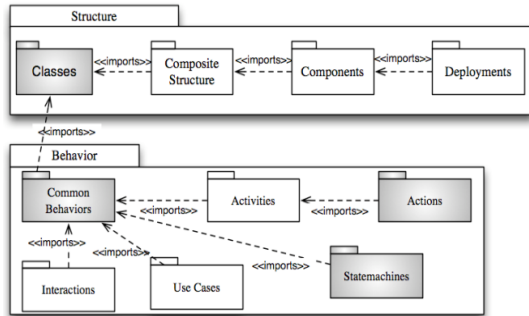 Structure
<<imports>>
<<imports>>
<<imports>>
Classes
Composite
Structure
Components
Deployments
<<imports>>
Behavior
Common
Behaviors
<<imports>>
Activities
<<imports>>
Actions
<<imports>>
<<imports>>
<<imports>>
Interactions
Use Cases
Statemachines